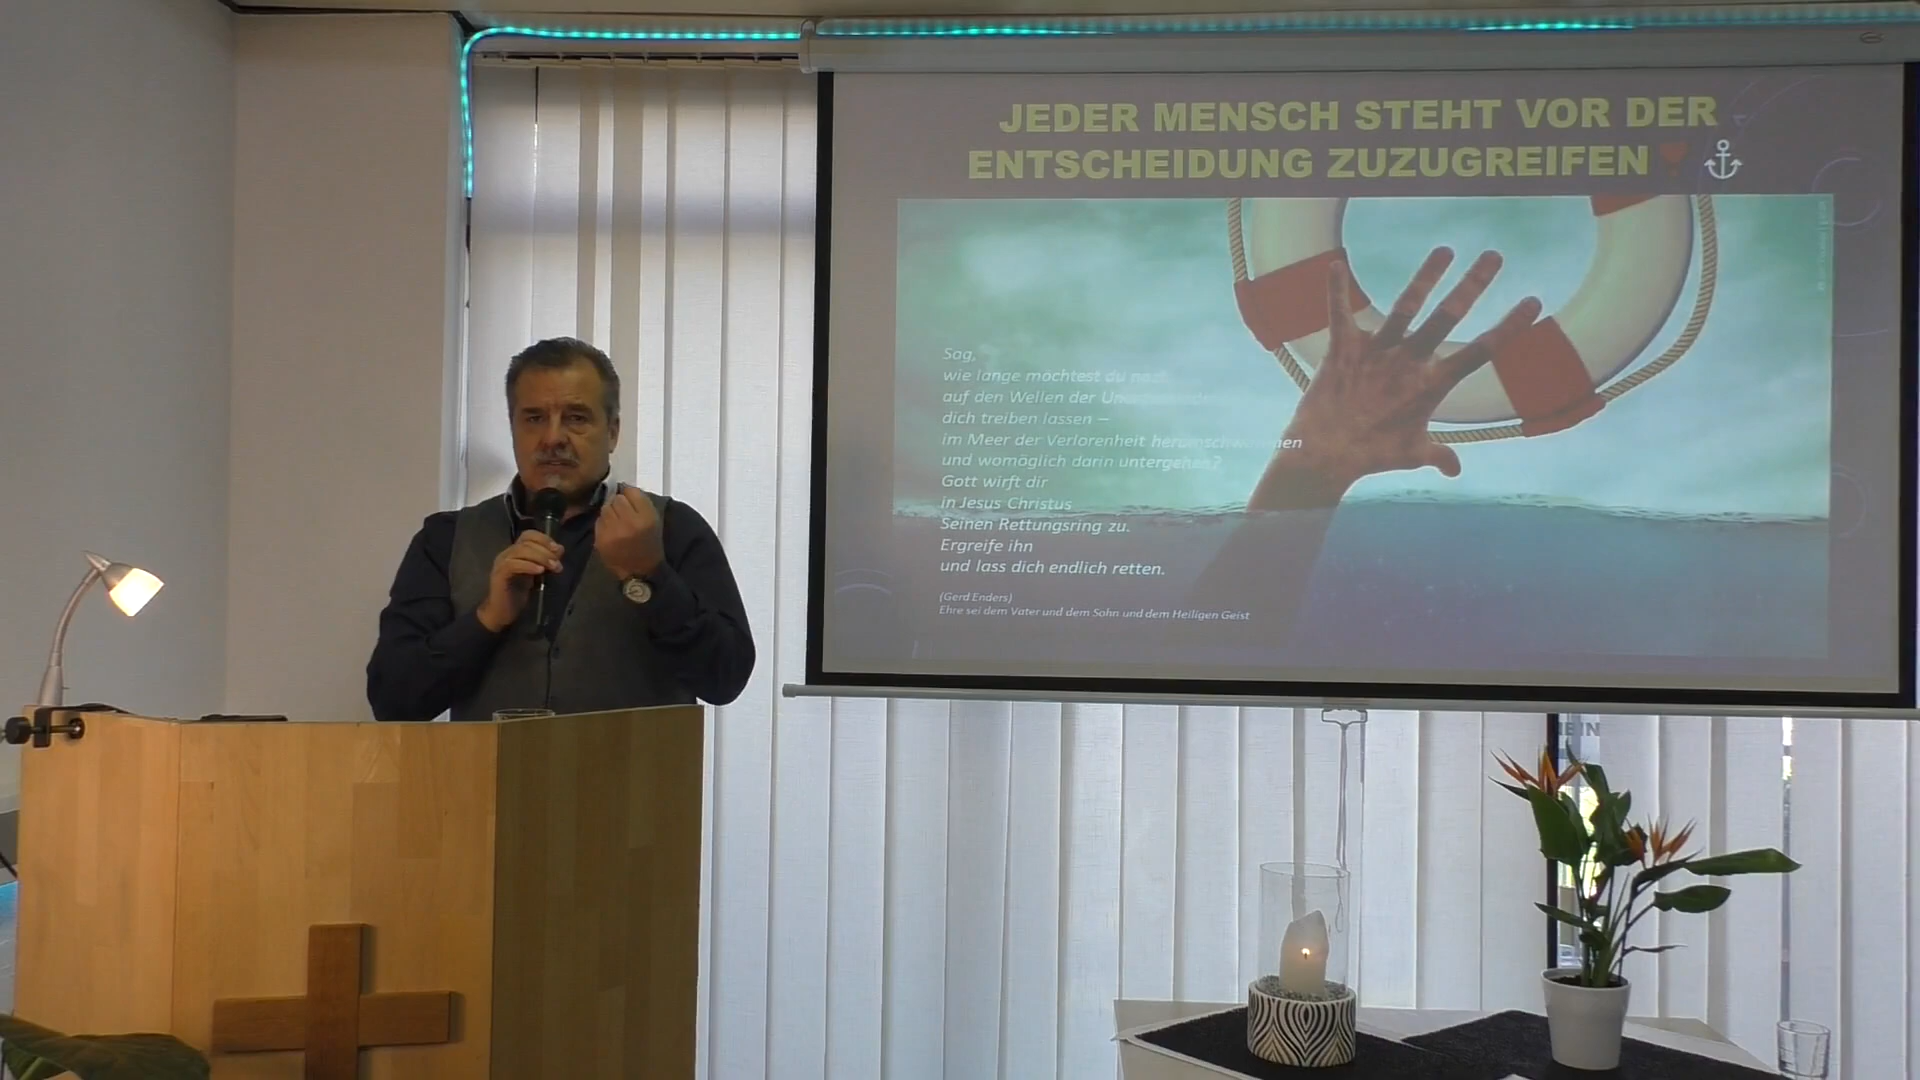 JEDER MENSCH STEHT VOR DER
ENTSCHEIDUNG ZUZUGREIFEN
Sag,
wie lange möchtest du
auf den Wellen der
dich treiben lassen –
im Meer der Verlorenheit herumschwimmen
und womöglich darin untergehen?
Gott wirft dir
in Jesus Christus
Seinen Rettungsring zu.
Ergreife ihn
und lass dich endlich retten.
(Gerd Enders)
Ehre sei dem Vater und dem Sohn und dem Heiligen Geist